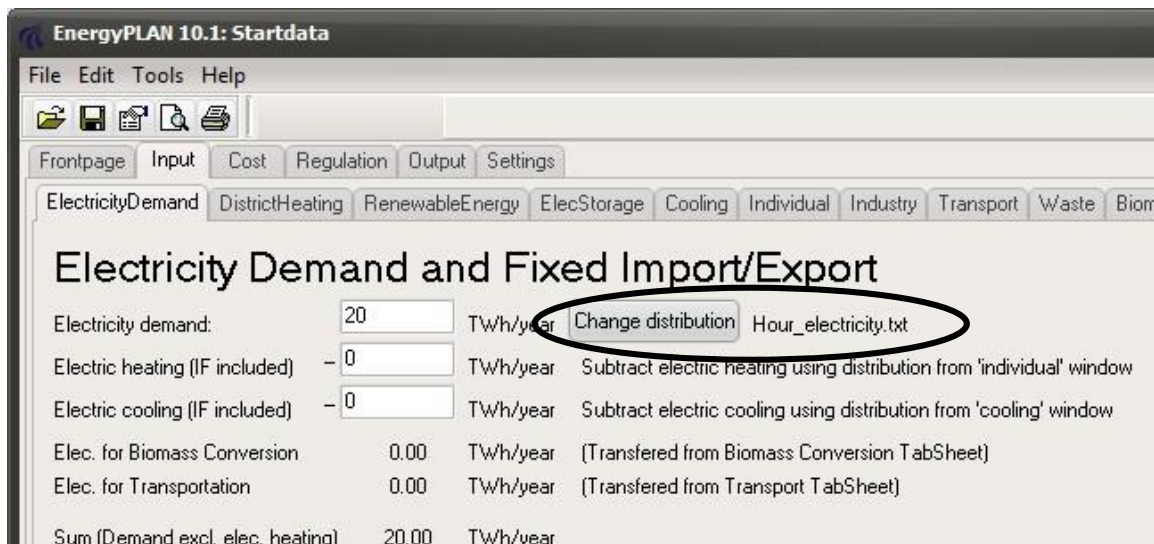 EnergyPLAN 10.1: Startdata
File Edit Tools Help
Frontpage Input Cost Regulation Output Settings
ElectricityDemand DistrictHeating RenewableEnergy ElecStorage Cooling Individual Industry Transport Waste Biom
Electricity Demand and Fixed Import/Export
Electricity demand: 20 TWh/year Change distribution Hour_electricity.txt
Electric heating (IF included) – 0 TWh/year Subtract electric heating using distribution from 'individual' window
Electric cooling (IF included) – 0 TWh/year Subtract electric cooling using distribution from 'cooling' window
Elec. for Biomass Conversion 0.00 TWh/year (Transfered from Biomass Conversion TabSheet)
Elec. for Transportation 0.00 TWh/year (Transfered from Transport TabSheet)
Sum (Demand excl. elec. heating) 20.00 TWh/year